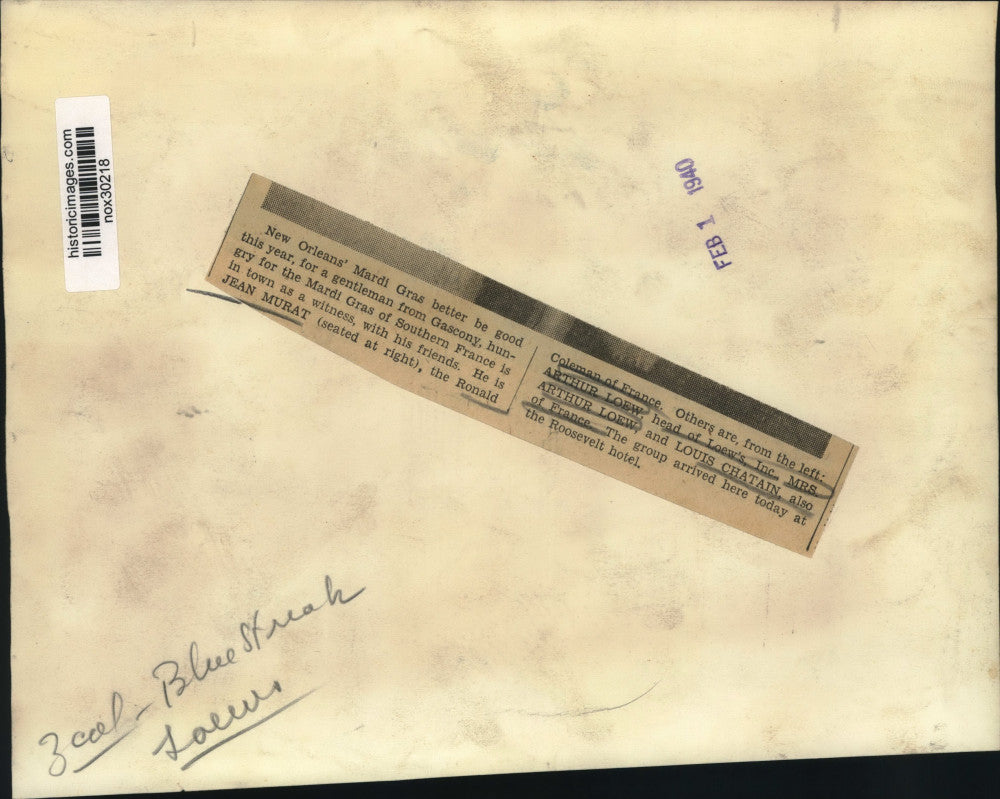 historicimages.com
nox30218
FEB 1 1940
New Orleans' Mardi Gras better be good
this year, for a gentleman from Gascony, hun-
gry for the Mardi Gras of Southern France is
in town as a witness, with his friends. He is
JEAN MURAT (seated at right), the Ronald
Coleman of France. Others are, from the left:
ARTHUR LOEW, head of Loew's, Inc., MRS.
ARTHUR LOEW, and LOUIS CHATAIN, also
of France. The group arrived here today at
the Roosevelt hotel.
3 col - Blue Streak
Loew